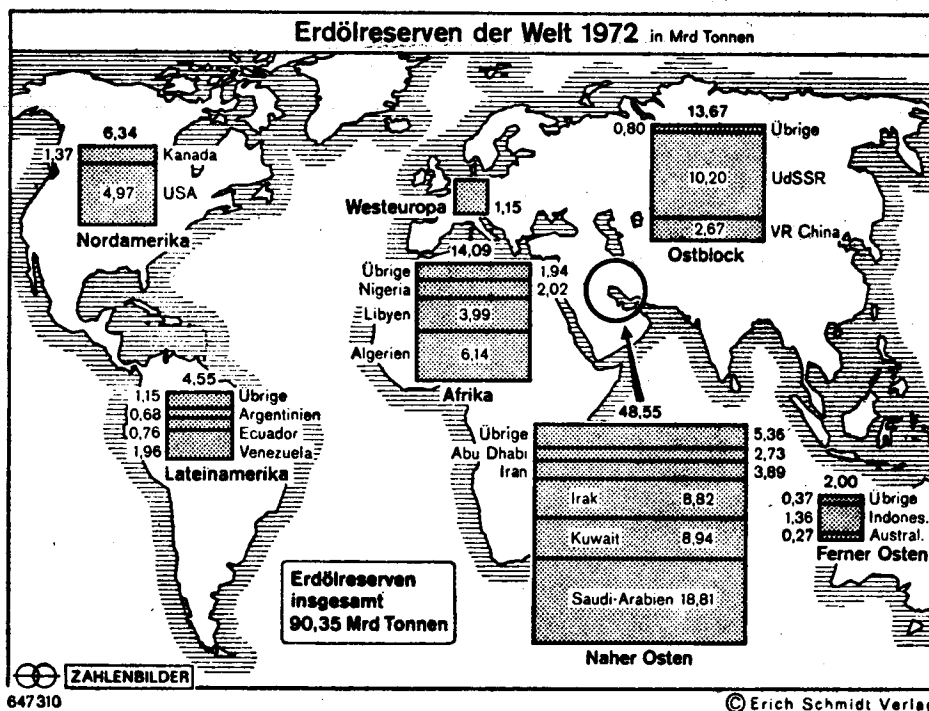 Erdölreserven der Welt 1972 in Mrd Tonnen
6,34
1,37 Kanada
4,97 USA
Nordamerika
Westeuropa 1,15
13,67
0,80 Übrige
10,20 UdSSR
2,67 VR China
Ostblock
14,09
Übrige 1,94
Nigeria 2,02
Libyen 3,99
Algerien 6,14
Afrika
4,55
1,15 Übrige
0,68 Argentinien
0,76 Ecuador
1,96 Venezuela
Lateinamerika
48,55
Übrige 5,36
Abu Dhabi 2,73
Iran 3,89
Irak 8,82
Kuwait 8,94
Saudi-Arabien 18,81
Naher Osten
2,00
0,37 Übrige
1,36 Indones.
0,27 Austral.
Ferner Osten
Erdölreserven
insgesamt
90,35 Mrd Tonnen
ZAHLENBILDER
647310
© Erich Schmidt Verlag